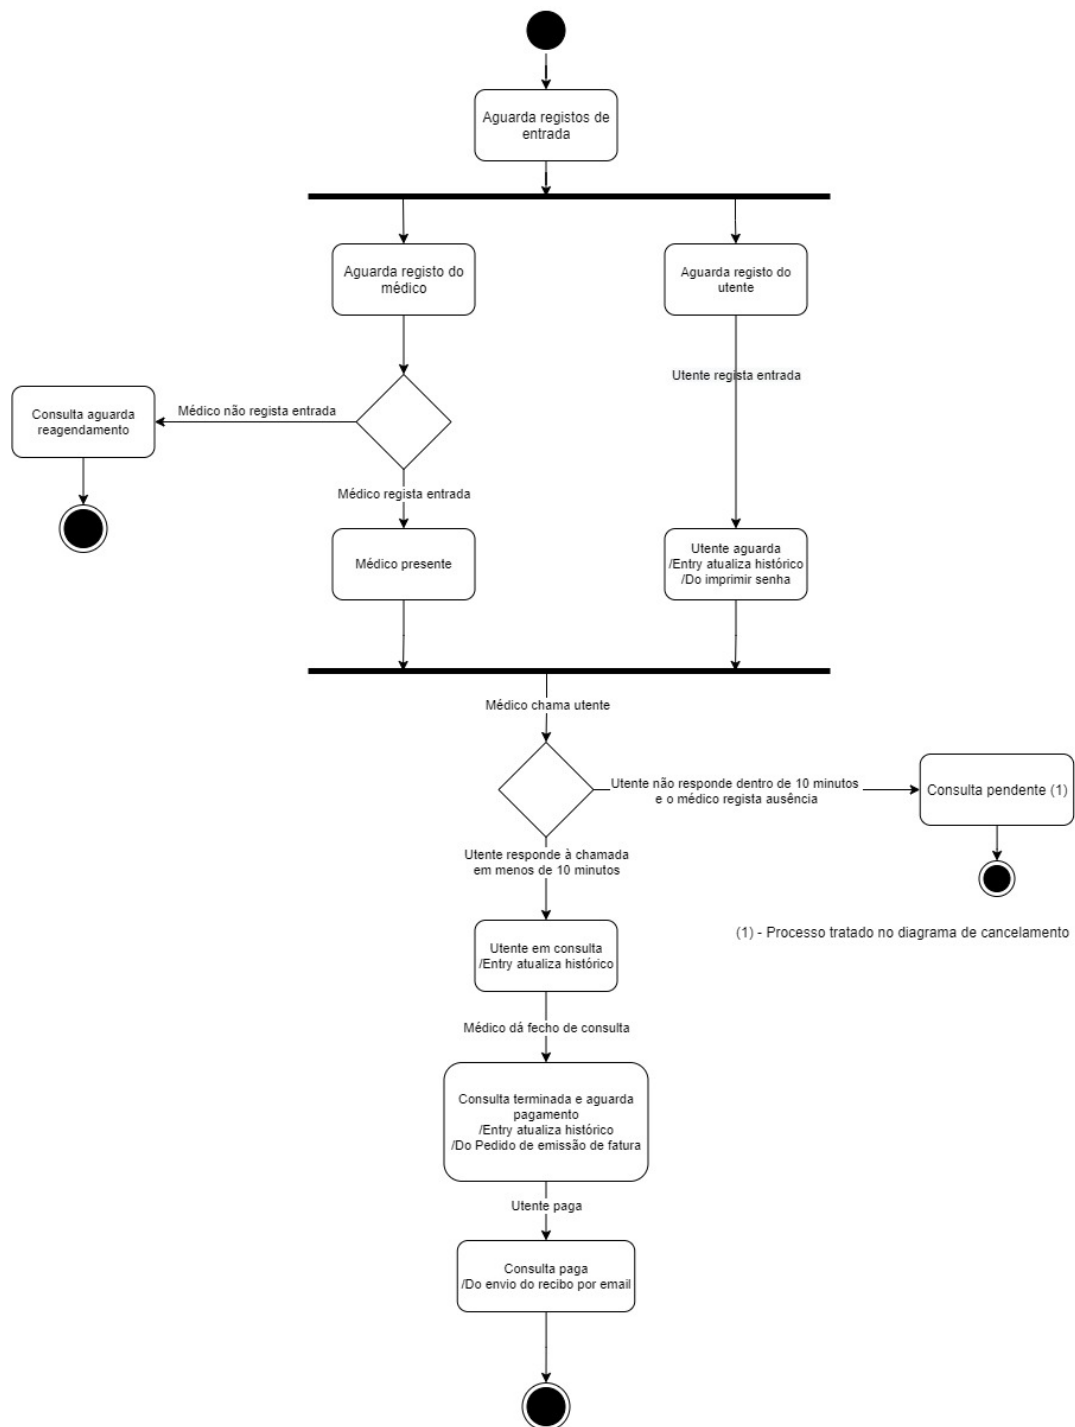 Aguarda registos de
entrada
Aguarda registo do
médico
Aguarda registo do
utente
Utente regista entrada
Consulta aguarda
reagendamento
Médico não regista entrada
Médico regista entrada
Médico presente
Utente aguarda
/Entry atualiza histórico
/Do imprimir senha
Médico chama utente
Utente não responde dentro de 10 minutos
e o médico regista ausência
Consulta pendente (1)
Utente responde à chamada
em menos de 10 minutos
(1) - Processo tratado no diagrama de cancelamento
Utente em consulta
/Entry atualiza histórico
Médico dá fecho de consulta
Consulta terminada e aguarda
pagamento
/Entry atualiza histórico
/Do Pedido de emissão de fatura
Utente paga
Consulta paga
/Do envio do recibo por email